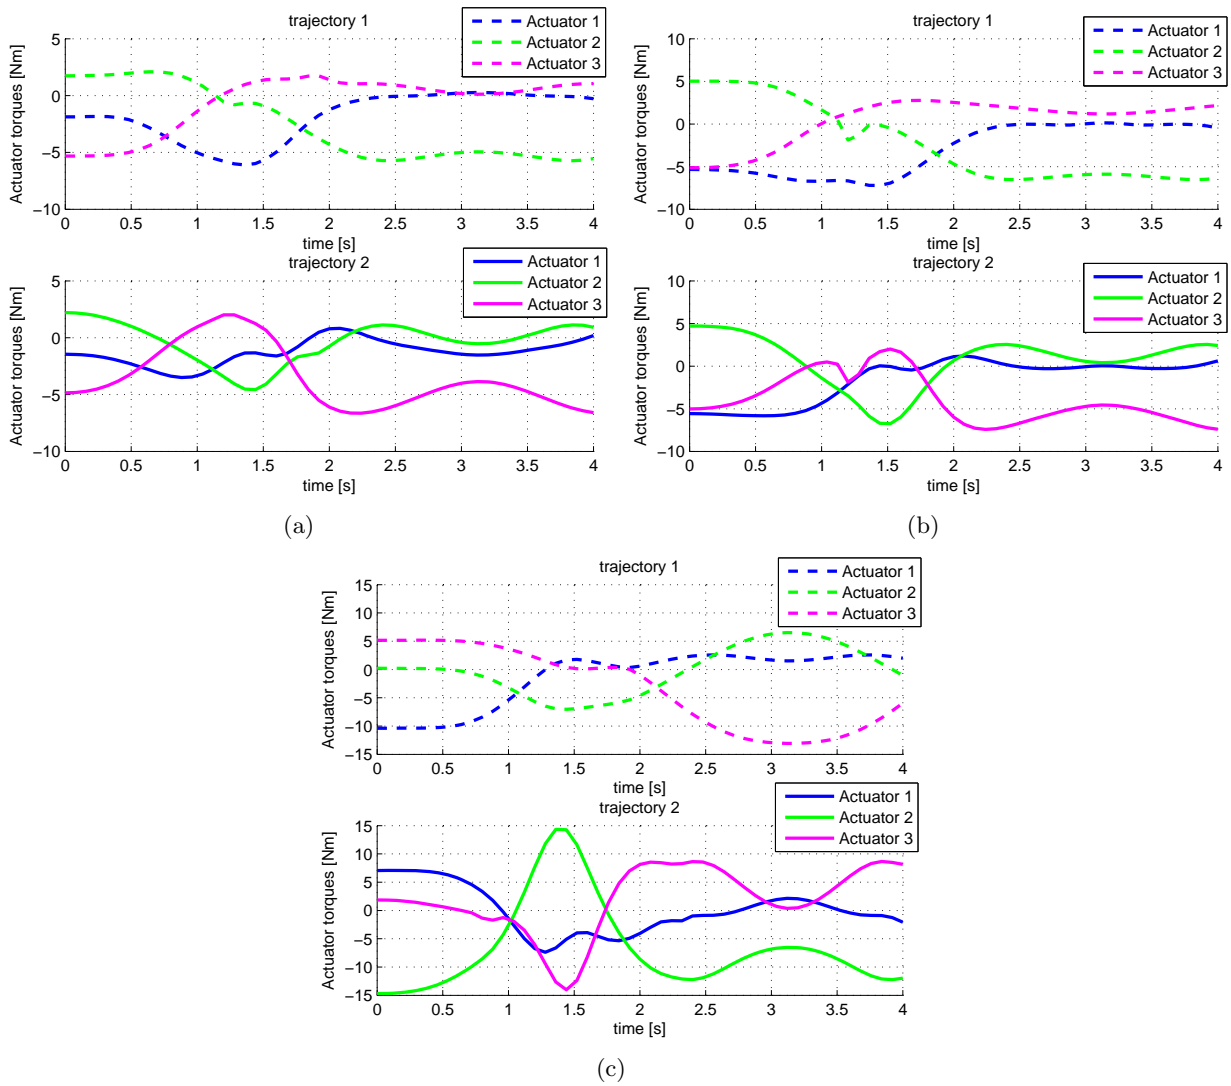 trajectory 1
Actuator 1
Actuator 2
Actuator 3
Actuator torques [Nm]
5
0
−5
−10
0 0.5 1 1.5 2 2.5 3 3.5 4
time [s]
trajectory 2
Actuator 1
Actuator 2
Actuator 3
Actuator torques [Nm]
5
0
−5
−10
0 0.5 1 1.5 2 2.5 3 3.5 4
time [s]
(a)
trajectory 1
Actuator 1
Actuator 2
Actuator 3
Actuator torques [Nm]
10
5
0
−5
−10
0 0.5 1 1.5 2 2.5 3 3.5 4
time [s]
trajectory 2
Actuator 1
Actuator 2
Actuator 3
Actuator torques [Nm]
10
5
0
−5
−10
0 0.5 1 1.5 2 2.5 3 3.5 4
time [s]
(b)
trajectory 1
Actuator 1
Actuator 2
Actuator 3
Actuator torques [Nm]
15
10
5
0
−5
−10
−15
0 0.5 1 1.5 2 2.5 3 3.5 4
time [s]
trajectory 2
Actuator 1
Actuator 2
Actuator 3
Actuator torques [Nm]
15
10
5
0
−5
−10
−15
0 0.5 1 1.5 2 2.5 3 3.5 4
time [s]
(c)